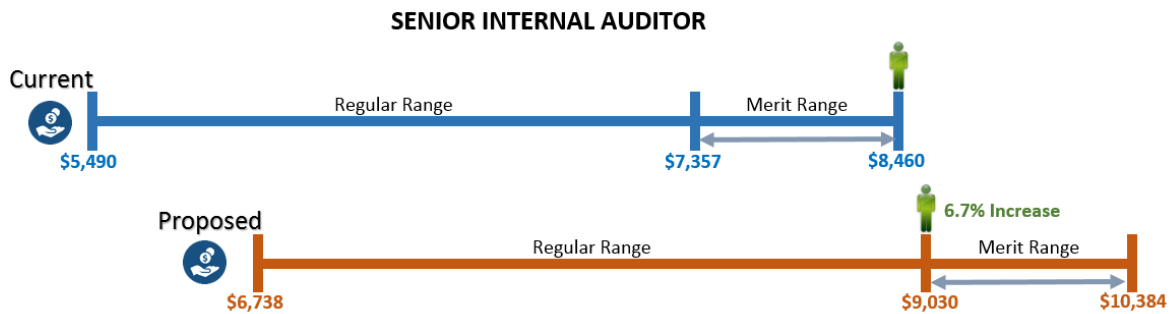 SENIOR INTERNAL AUDITOR
Current
$
Regular Range
Merit Range
$5,490
$7,357
$8,460
Proposed
$
6.7% Increase
Regular Range
Merit Range
$6,738
$9,030
$10,384